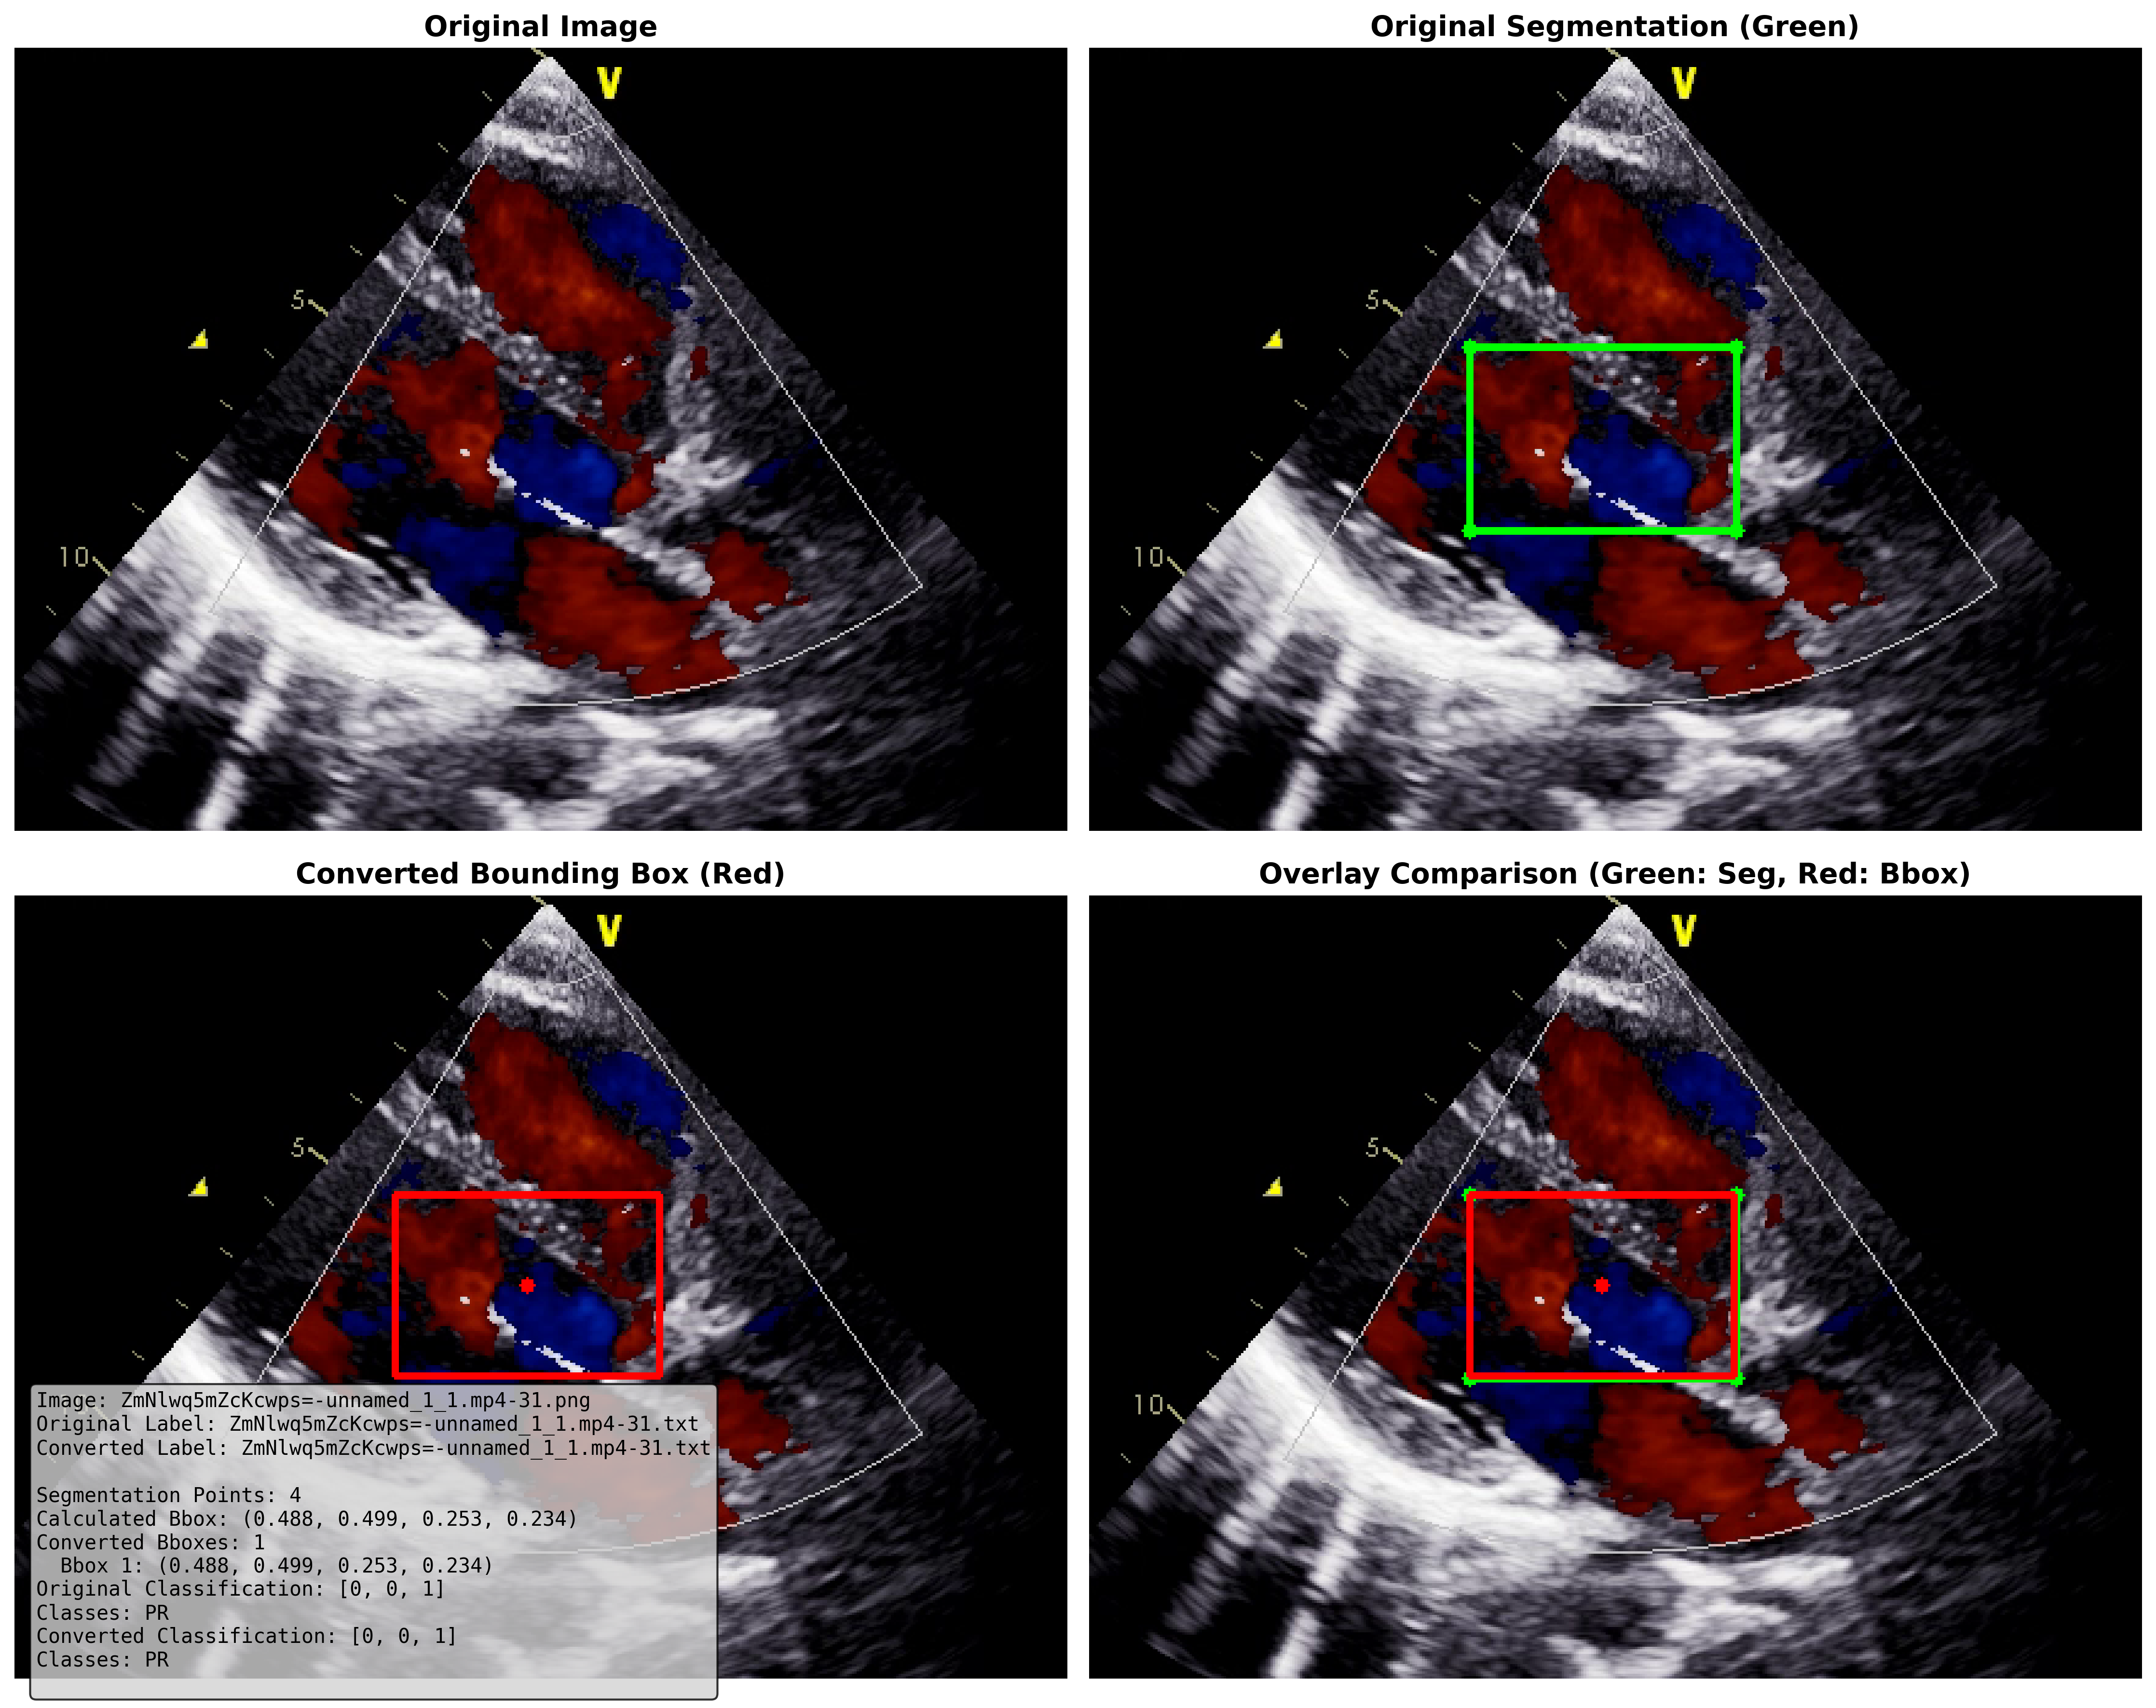 Original Image
Original Segmentation (Green)
V
5
10
V
5
10
Converted Bounding Box (Red)
Overlay Comparison (Green: Seg, Red: Bbox)
V
5
V
5
10
Image: ZmNlwq5mZcKcwps=-unnamed_1_1.mp4-31.png
Original Label: ZmNlwq5mZcKcwps=-unnamed_1_1.mp4-31.txt
Converted Label: ZmNlwq5mZcKcwps=-unnamed_1_1.mp4-31.txt
Segmentation Points: 4
Calculated Bbox: (0.488, 0.499, 0.253, 0.234)
Converted Bboxes: 1
Bbox 1: (0.488, 0.499, 0.253, 0.234)
Original Classification: [0, 0, 1]
Classes: PR
Converted Classification: [0, 0, 1]
Classes: PR